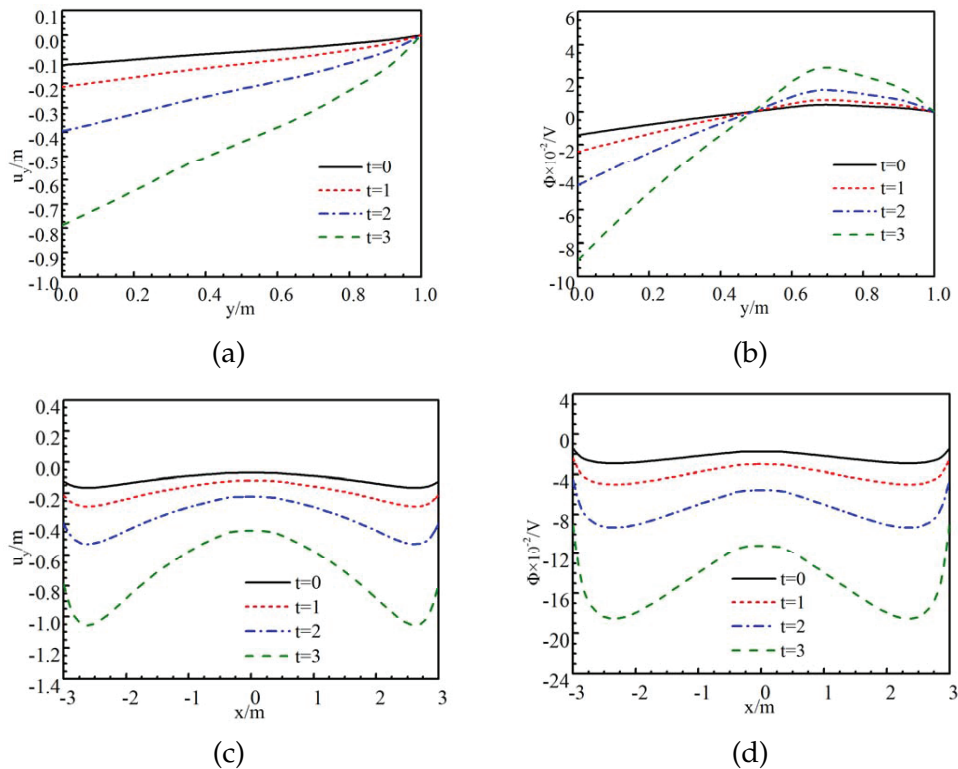 0.1
0.0
-0.1
-0.2
-0.3
-0.4
-0.5
-0.6
-0.7
-0.8
-0.9
-1.0
u_y/m
t=0
t=1
t=2
t=3
0.0 0.2 0.4 0.6 0.8 1.0
y/m
(a)
6
4
2
0
-2
-4
-6
-8
-10
Φ×10⁻²/V
t=0
t=1
t=2
t=3
0.0 0.2 0.4 0.6 0.8 1.0
y/m
(b)
0.4
0.2
0.0
-0.2
-0.4
-0.6
-0.8
-1.0
-1.2
-1.4
u_y/m
t=0
t=1
t=2
t=3
-3 -2 -1 0 1 2 3
x/m
(c)
4
0
-4
-8
-12
-16
-20
-24
Φ×10⁻²/V
t=0
t=1
t=2
t=3
-3 -2 -1 0 1 2 3
x/m
(d)